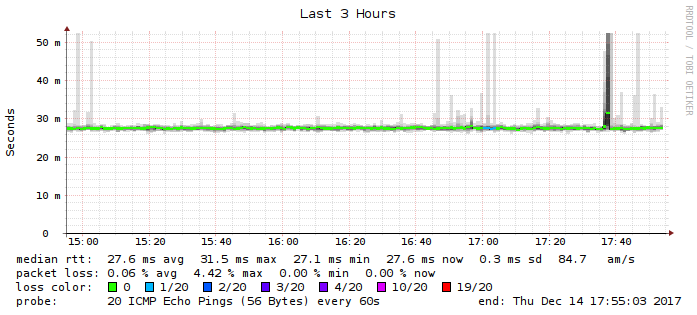 Last 3 Hours
RRDTOOL / TOBI OETIKER
Seconds
50 m
40 m
30 m
20 m
10 m
0
15:00 15:20 15:40 16:00 16:20 16:40 17:00 17:20 17:40
median rtt: 27.6 ms avg 31.5 ms max 27.1 ms min 27.6 ms now 0.3 ms sd 84.7 am/s
packet loss: 0.06 % avg 4.42 % max 0.00 % min 0.00 % now
loss color: 0 1/20 2/20 3/20 4/20 10/20 19/20
probe: 20 ICMP Echo Pings (56 Bytes) every 60s end: Thu Dec 14 17:55:03 2017